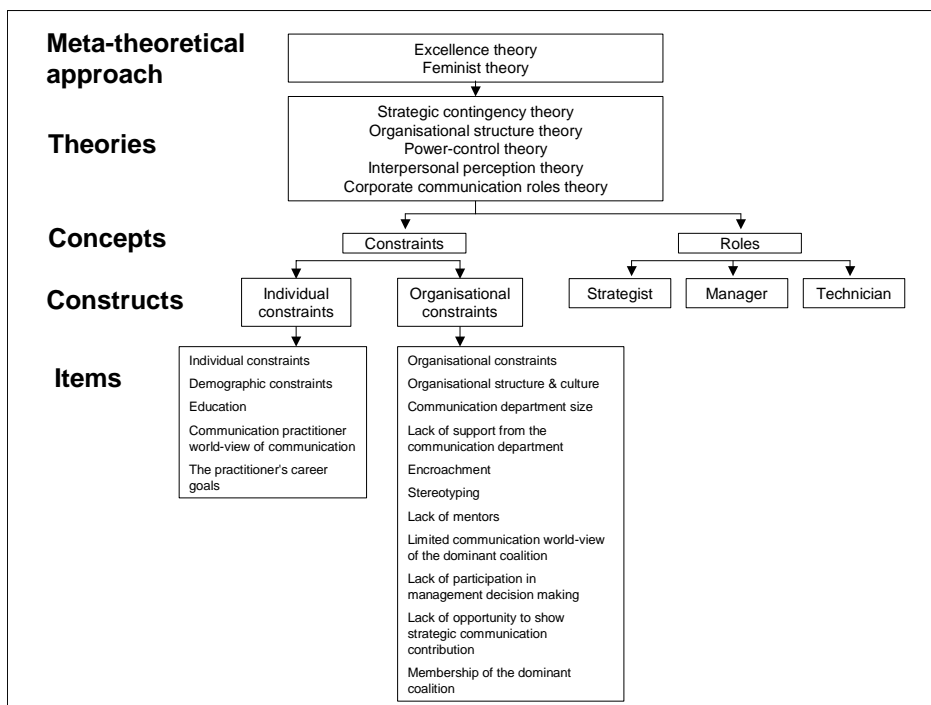 Meta-theoretical
approach
Excellence theory
Feminist theory
Theories
Strategic contingency theory
Organisational structure theory
Power-control theory
Interpersonal perception theory
Corporate communication roles theory
Concepts
Constraints
Roles
Constructs
Individual
constraints
Organisational
constraints
Strategist
Manager
Technician
Items
Individual constraints
Demographic constraints
Education
Communication practitioner
world-view of communication
The practitioner's career
goals
Organisational constraints
Organisational structure & culture
Communication department size
Lack of support from the
communication department
Encroachment
Stereotyping
Lack of mentors
Limited communication world-view
of the dominant coalition
Lack of participation in
management decision making
Lack of opportunity to show
strategic communication
contribution
Membership of the dominant
coalition